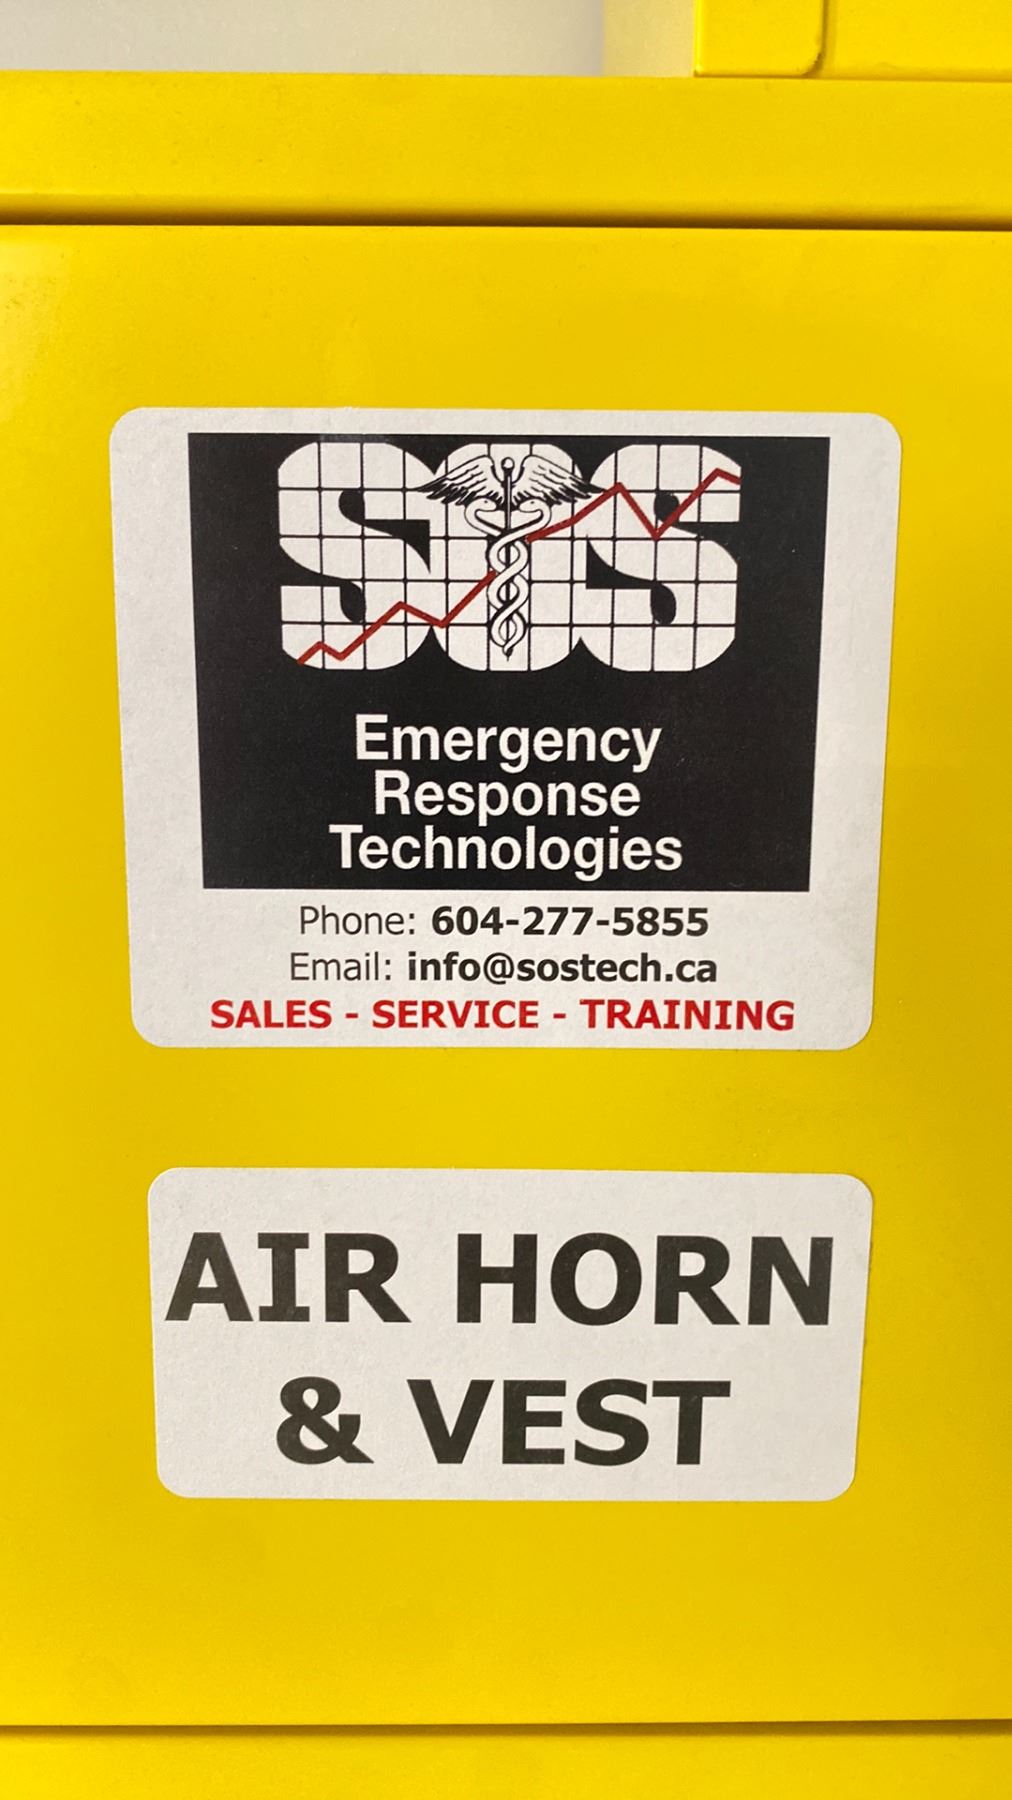 SOS
Emergency
Response
Technologies
Phone: 604-277-5855
Email: info@sostech.ca
SALES - SERVICE - TRAINING
AIR HORN
& VEST